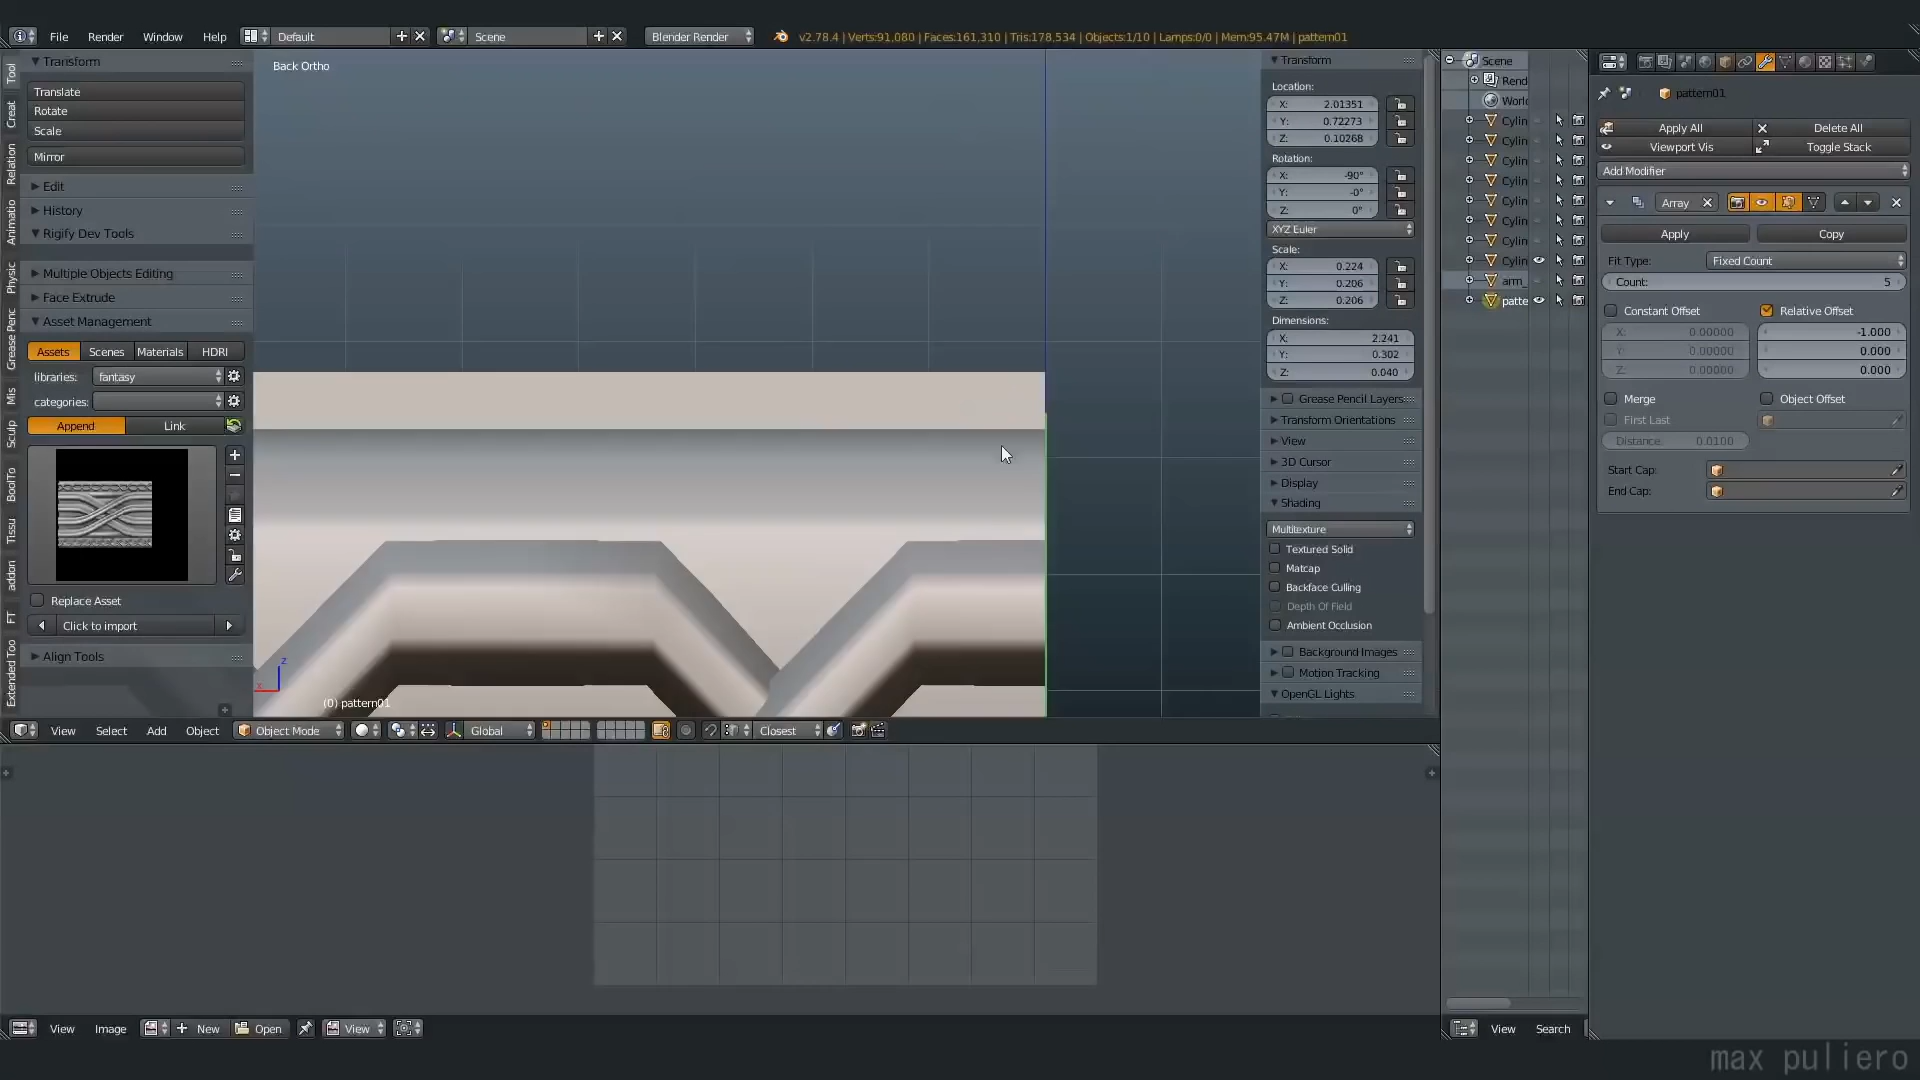 File Render Window Help Default Scene Blender Render v2.78.4 | Verts:91,080 | Faces:161,310 | Tris:178,534 | Objects:1/10 | Lamps:0/0 | Mem:95.47M | pattern01
Tool
Creat
Relation
Animatio
Physic
Grease Penc
Mis
Sculp
BoolTo
Tissu
addon
FT
Extended Too
Transform
Translate
Rotate
Scale
Mirror
Edit
History
Rigify Dev Tools
Multiple Objects Editing
Face Extrude
Asset Management
Assets Scenes Materials HDRI
libraries: fantasy
categories:
Append Link
Replace Asset
Click to import
Align Tools
Back Ortho
z
x
(0) pattern01
Transform
Location:
X: 2.01351
Y: 0.72273
Z: 0.10268
Rotation:
X: -90°
Y: -0°
Z: 0°
XYZ Euler
Scale:
X: 0.224
Y: 0.206
Z: 0.206
Dimensions:
X: 2.241
Y: 0.302
Z: 0.040
Grease Pencil Layers
Transform Orientations
View
3D Cursor
Display
Shading
Multitexture
Textured Solid
Matcap
Backface Culling
Depth Of Field
Ambient Occlusion
Background Images
Motion Tracking
OpenGL Lights
View Select Add Object Object Mode Global Closest
View Image New Open View
Scene
Rend
World
Cylin
Cylin
Cylin
Cylin
Cylin
Cylin
Cylin
Cylin
arm_
patte
View Search
pattern01
Apply All Delete All
Viewport Vis Toggle Stack
Add Modifier
Array
Apply Copy
Fit Type: Fixed Count
Count: 5
Constant Offset Relative Offset
X: 0.00000 -1.000
Y: 0.00000 0.000
Z: 0.00000 0.000
Merge Object Offset
First Last
Distance: 0.0100
Start Cap:
End Cap:
max puliero